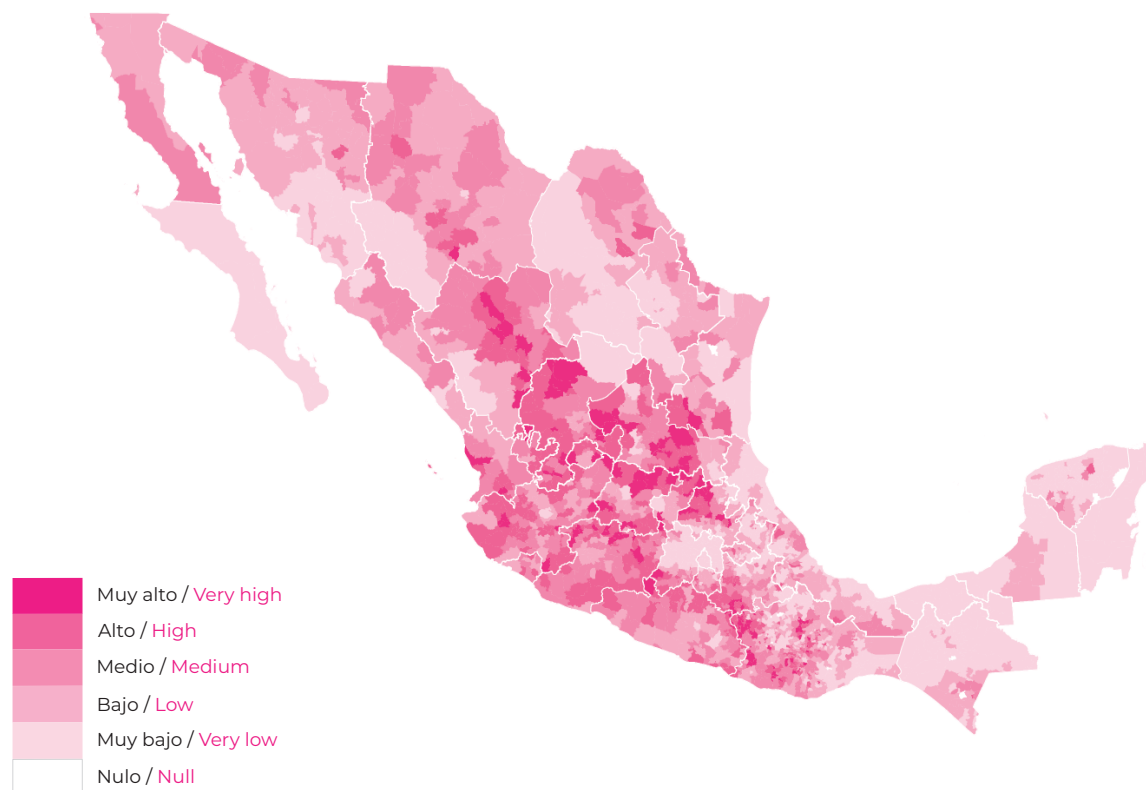 Muy alto / Very high
Alto / High
Medio / Medium
Bajo / Low
Muy bajo / Very low
Nulo / Null